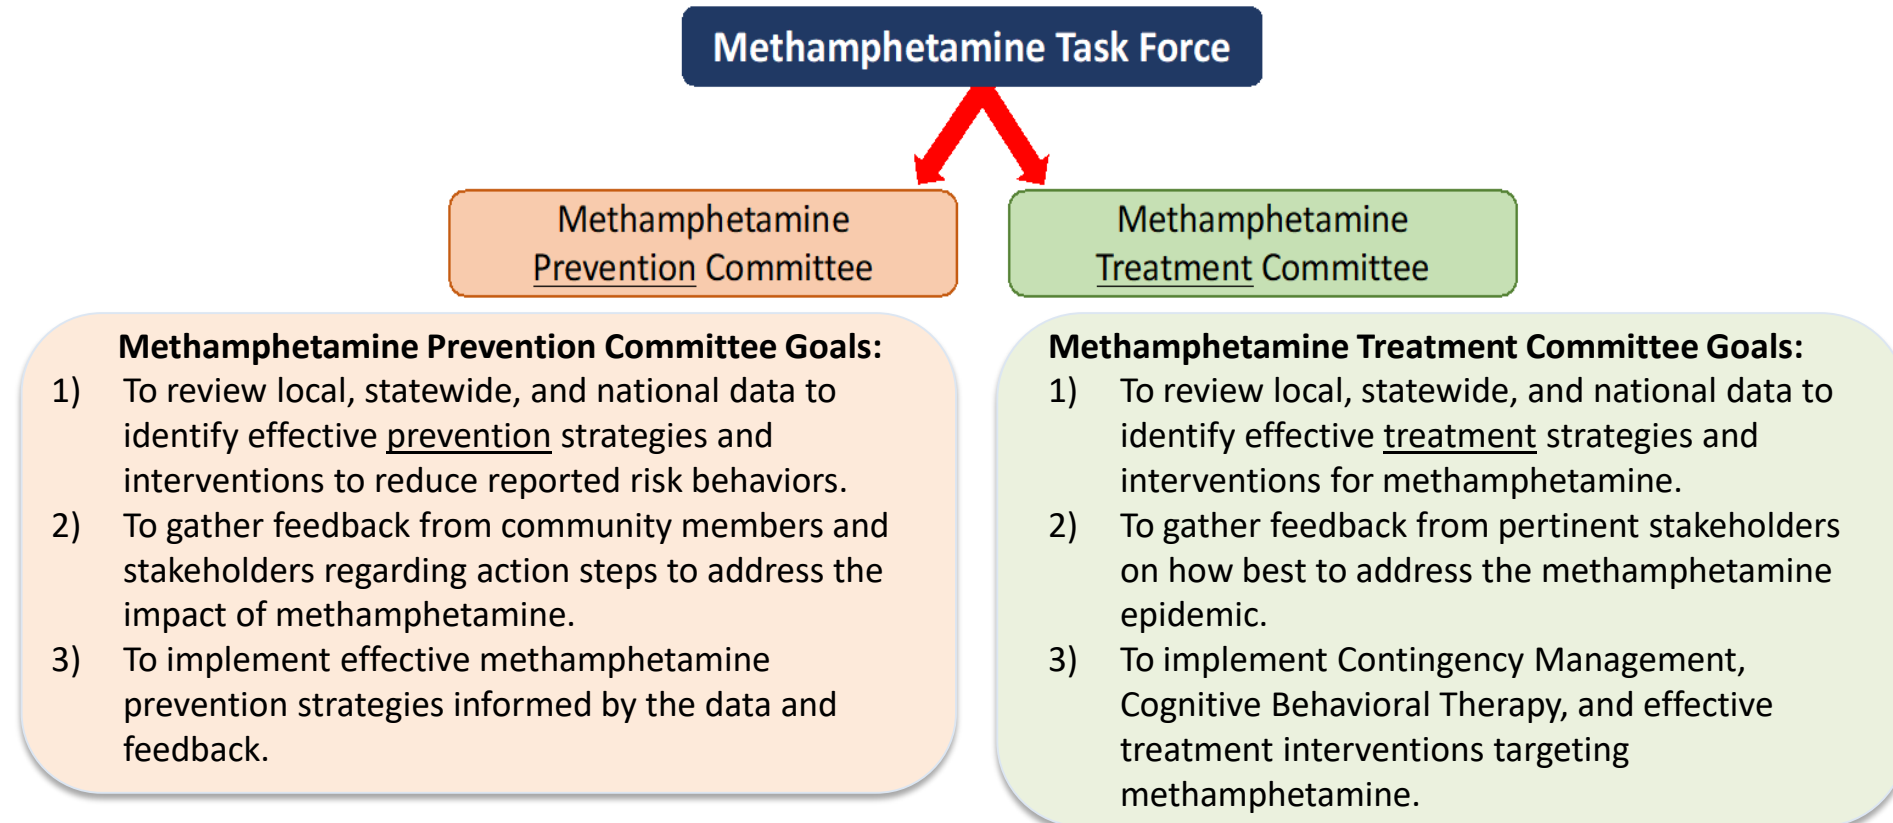 Methamphetamine Task Force
Methamphetamine
Prevention Committee
Methamphetamine
Treatment Committee
Methamphetamine Prevention Committee Goals:
1) To review local, statewide, and national data to
identify effective prevention strategies and
interventions to reduce reported risk behaviors.
2) To gather feedback from community members and
stakeholders regarding action steps to address the
impact of methamphetamine.
3) To implement effective methamphetamine
prevention strategies informed by the data and
feedback.
Methamphetamine Treatment Committee Goals:
1) To review local, statewide, and national data to
identify effective treatment strategies and
interventions for methamphetamine.
2) To gather feedback from pertinent stakeholders
on how best to address the methamphetamine
epidemic.
3) To implement Contingency Management,
Cognitive Behavioral Therapy, and effective
treatment interventions targeting
methamphetamine.